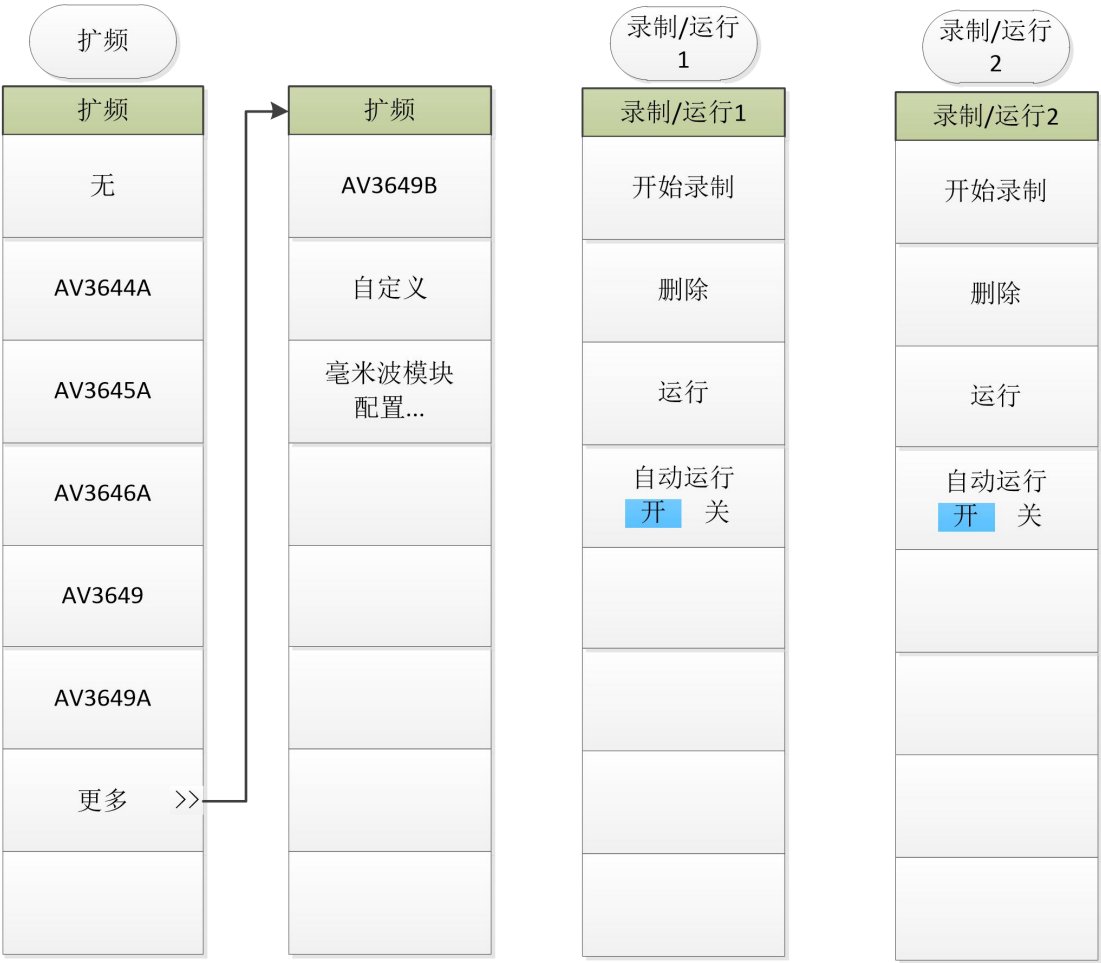 扩频
扩频
无
AV3644A
AV3645A
AV3646A
AV3649
AV3649A
更多 >>
扩频
AV3649B
自定义
毫米波模块
配置...
录制/运行
1
录制/运行1
开始录制
删除
运行
自动运行
开 关
录制/运行
2
录制/运行2
开始录制
删除
运行
自动运行
开 关